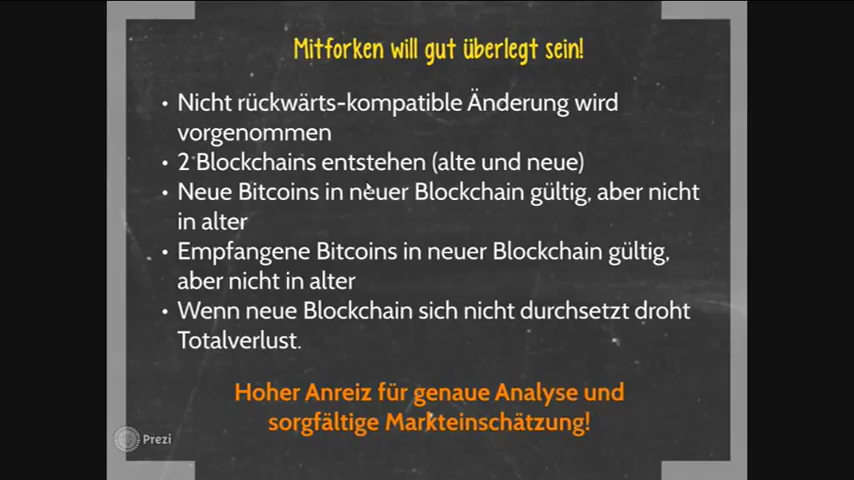 Mitforken will gut überlegt sein!
• Nicht rückwärts-kompatible Änderung wird
vorgenommen
• 2 Blockchains entstehen (alte und neue)
• Neue Bitcoins in neuer Blockchain gültig, aber nicht
in alter
• Empfangene Bitcoins in neuer Blockchain gültig,
aber nicht in alter
• Wenn neue Blockchain sich nicht durchsetzt droht
Totalverlust.
Hoher Anreiz für genaue Analyse und
sorgfältige Markteinschätzung!
Prezi